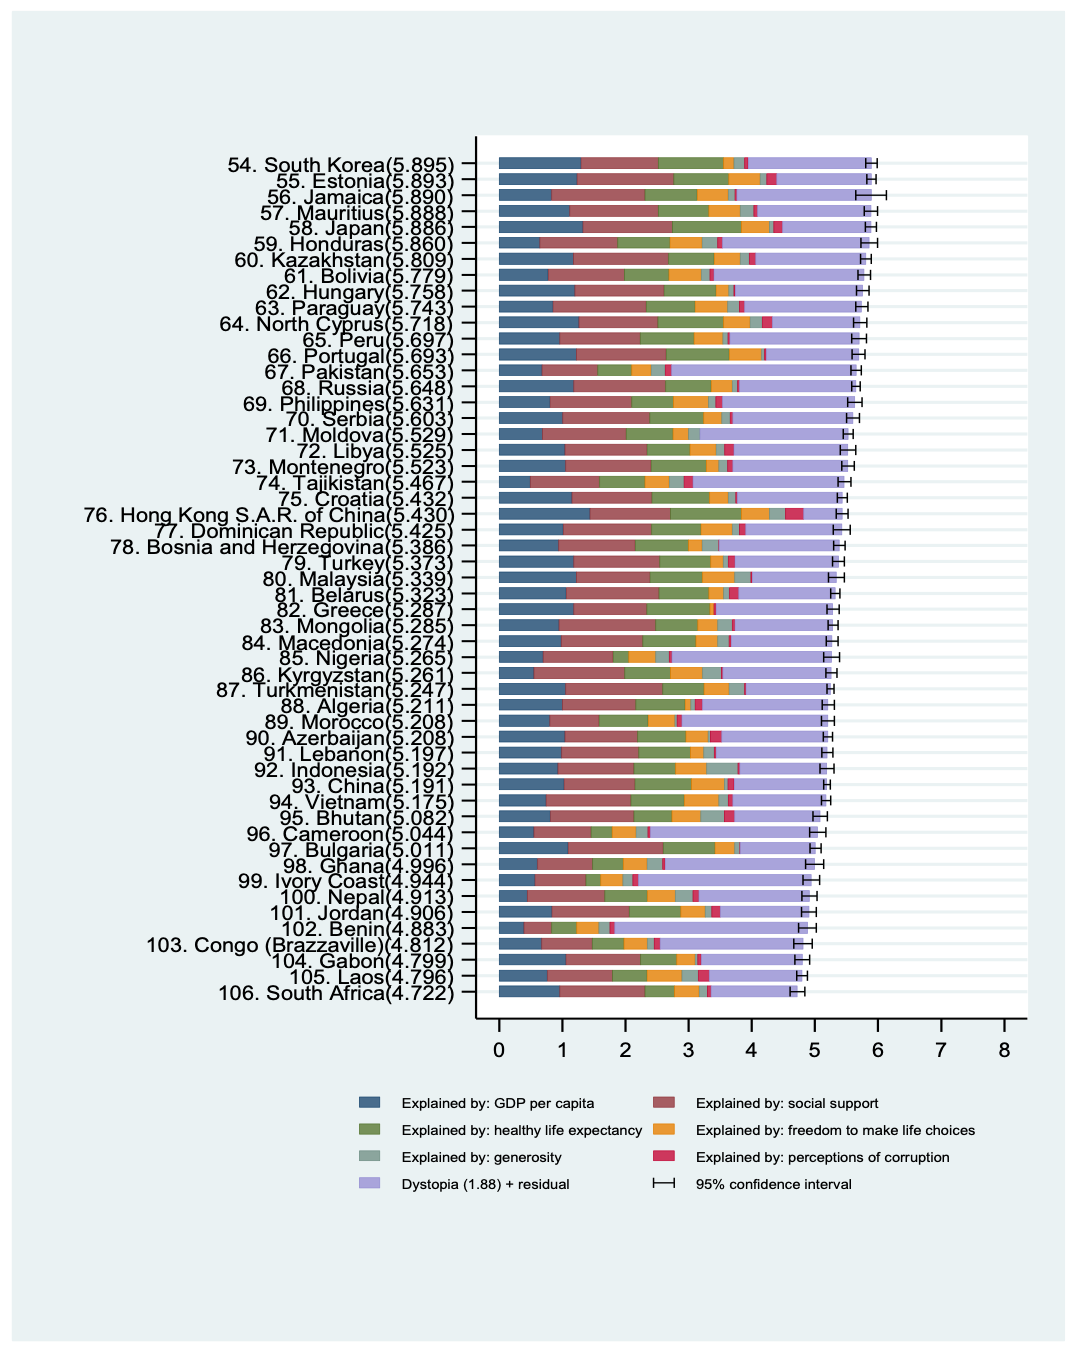 54. South Korea(5.895)
55. Estonia(5.893)
56. Jamaica(5.890)
57. Mauritius(5.888)
58. Japan(5.886)
59. Honduras(5.860)
60. Kazakhstan(5.809)
61. Bolivia(5.779)
62. Hungary(5.758)
63. Paraguay(5.743)
64. North Cyprus(5.718)
65. Peru(5.697)
66. Portugal(5.693)
67. Pakistan(5.653)
68. Russia(5.648)
69. Philippines(5.631)
70. Serbia(5.603)
71. Moldova(5.529)
72. Libya(5.525)
73. Montenegro(5.523)
74. Tajikistan(5.467)
75. Croatia(5.432)
76. Hong Kong S.A.R. of China(5.430)
77. Dominican Republic(5.425)
78. Bosnia and Herzegovina(5.386)
79. Turkey(5.373)
80. Malaysia(5.339)
81. Belarus(5.323)
82. Greece(5.287)
83. Mongolia(5.285)
84. Macedonia(5.274)
85. Nigeria(5.265)
86. Kyrgyzstan(5.261)
87. Turkmenistan(5.247)
88. Algeria(5.211)
89. Morocco(5.208)
90. Azerbaijan(5.208)
91. Lebanon(5.197)
92. Indonesia(5.192)
93. China(5.191)
94. Vietnam(5.175)
95. Bhutan(5.082)
96. Cameroon(5.044)
97. Bulgaria(5.011)
98. Ghana(4.996)
99. Ivory Coast(4.944)
100. Nepal(4.913)
101. Jordan(4.906)
102. Benin(4.883)
103. Congo (Brazzaville)(4.812)
104. Gabon(4.799)
105. Laos(4.796)
106. South Africa(4.722)
0 1 2 3 4 5 6 7 8
Explained by: GDP per capita
Explained by: social support
Explained by: healthy life expectancy
Explained by: freedom to make life choices
Explained by: generosity
Explained by: perceptions of corruption
Dystopia (1.88) + residual
95% confidence interval